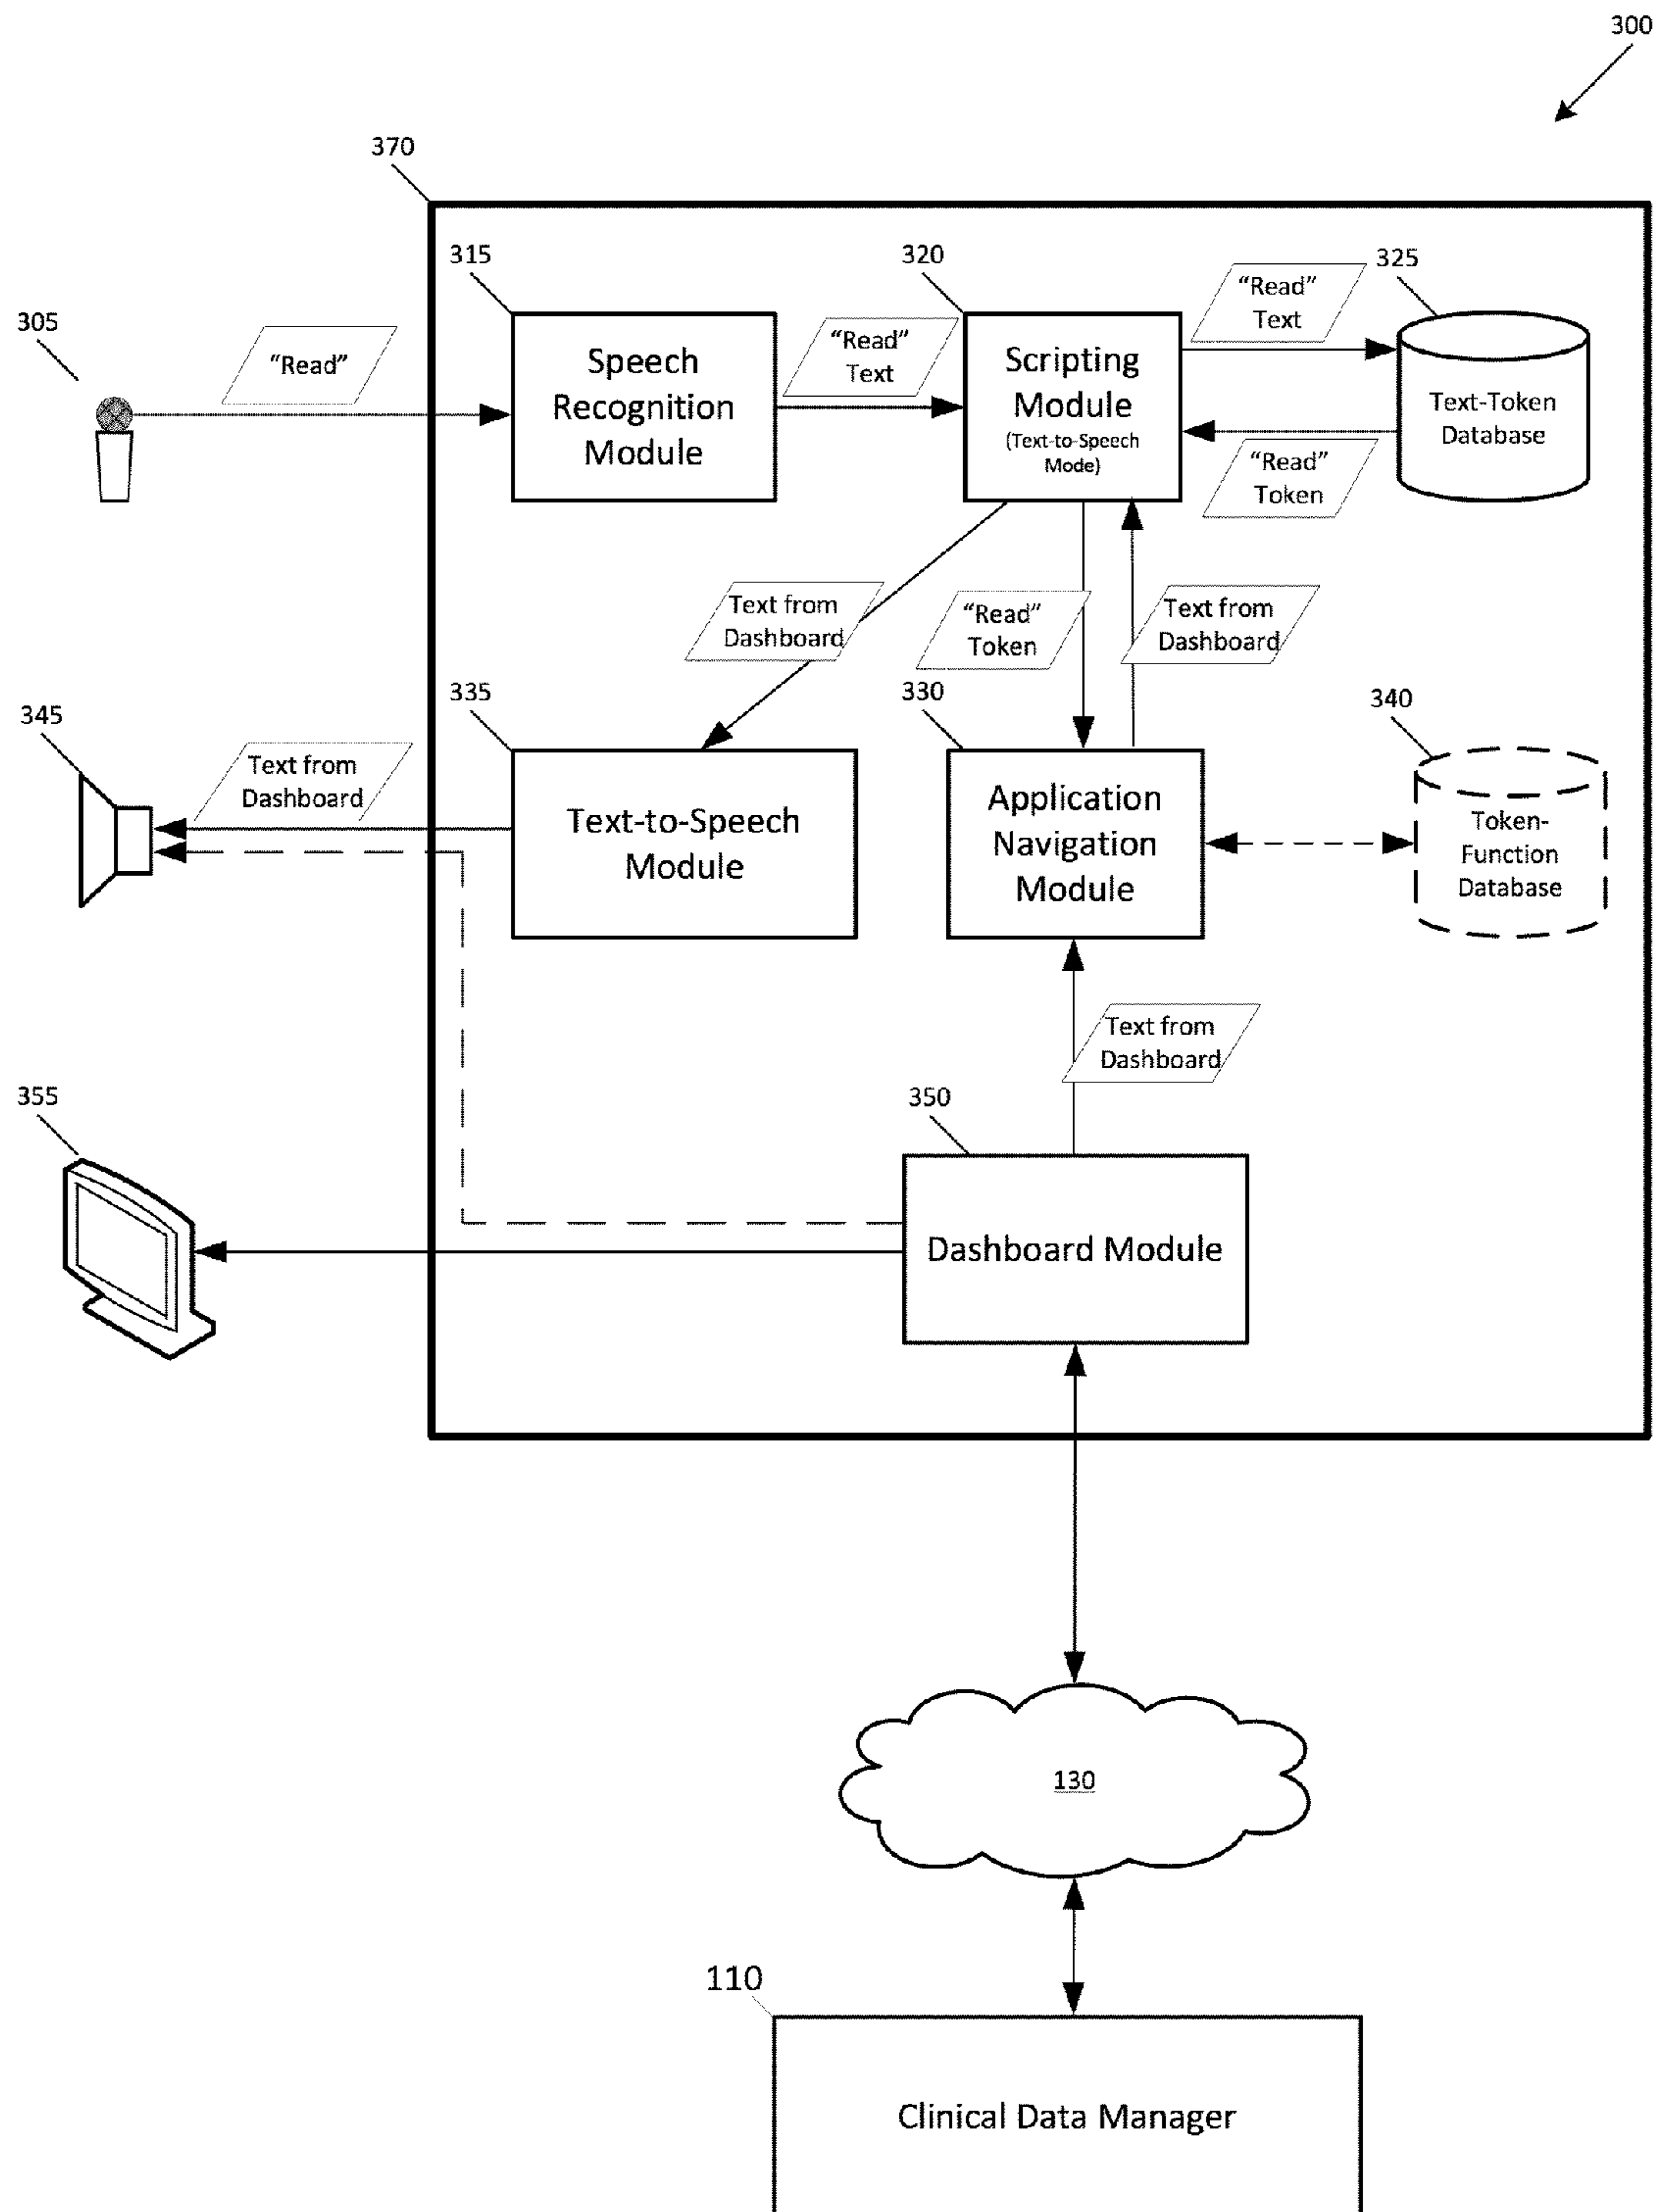 300
370
315
320
325
305
“Read”
“Read”
Text
“Read”
Text
Speech
Recognition
Module
Scripting
Module
(Text-to-Speech
Mode)
Text-Token
Database
“Read”
Token
Text from
Dashboard
“Read”
Token
Text from
Dashboard
345
335
330
340
Text from
Dashboard
Text-to-Speech
Module
Application
Navigation
Module
Token-
Function
Database
Text from
Dashboard
355
350
Dashboard Module
130
110
Clinical Data Manager